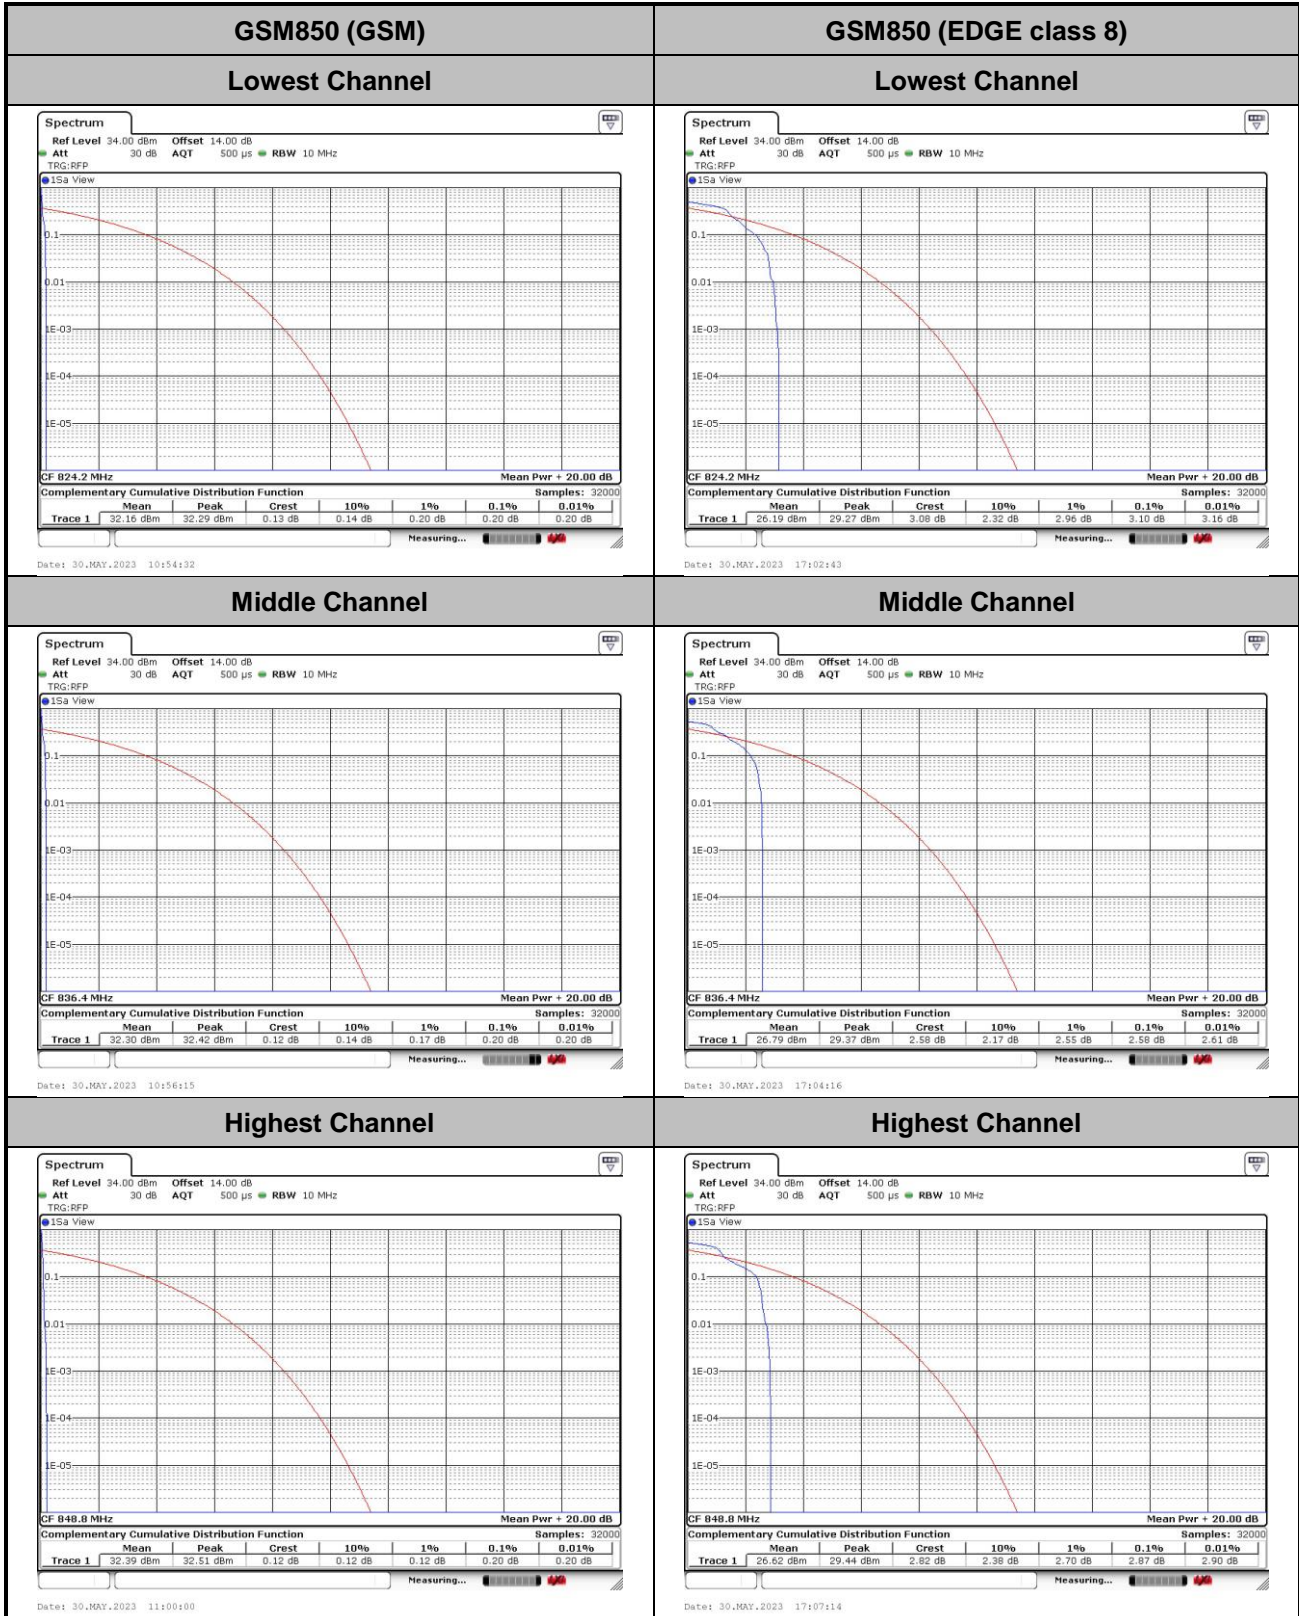 GSM850 (GSM) GSM850 (EDGE class 8)
Lowest Channel Lowest Channel
Spectrum
Ref Level 34.00 dBm Offset 14.00 dB
Att 30 dB AQT 500 µs RBW 10 MHz
TRG:RFP
1Sa View
0.1
0.01
1E-03
1E-04
1E-05
CF 824.2 MHz Mean Pwr + 20.00 dB
Complementary Cumulative Distribution Function Samples: 32000
Mean Peak Crest 10% 1% 0.1% 0.01%
Trace 1 32.16 dBm 32.29 dBm 0.13 dB 0.14 dB 0.20 dB 0.20 dB 0.20 dB
Measuring...
Date: 30.MAY.2023 10:54:32
Spectrum
Ref Level 34.00 dBm Offset 14.00 dB
Att 30 dB AQT 500 µs RBW 10 MHz
TRG:RFP
1Sa View
0.1
0.01
1E-03
1E-04
1E-05
CF 824.2 MHz Mean Pwr + 20.00 dB
Complementary Cumulative Distribution Function Samples: 32000
Mean Peak Crest 10% 1% 0.1% 0.01%
Trace 1 26.19 dBm 29.27 dBm 3.08 dB 2.32 dB 2.96 dB 3.10 dB 3.16 dB
Measuring...
Date: 30.MAY.2023 17:02:43
Middle Channel Middle Channel
Spectrum
Ref Level 34.00 dBm Offset 14.00 dB
Att 30 dB AQT 500 µs RBW 10 MHz
TRG:RFP
1Sa View
0.1
0.01
1E-03
1E-04
1E-05
CF 836.4 MHz Mean Pwr + 20.00 dB
Complementary Cumulative Distribution Function Samples: 32000
Mean Peak Crest 10% 1% 0.1% 0.01%
Trace 1 32.30 dBm 32.42 dBm 0.12 dB 0.14 dB 0.17 dB 0.20 dB 0.20 dB
Measuring...
Date: 30.MAY.2023 10:56:15
Spectrum
Ref Level 34.00 dBm Offset 14.00 dB
Att 30 dB AQT 500 µs RBW 10 MHz
TRG:RFP
1Sa View
0.1
0.01
1E-03
1E-04
1E-05
CF 836.4 MHz Mean Pwr + 20.00 dB
Complementary Cumulative Distribution Function Samples: 32000
Mean Peak Crest 10% 1% 0.1% 0.01%
Trace 1 26.79 dBm 29.37 dBm 2.58 dB 2.17 dB 2.55 dB 2.58 dB 2.61 dB
Measuring...
Date: 30.MAY.2023 17:04:16
Highest Channel Highest Channel
Spectrum
Ref Level 34.00 dBm Offset 14.00 dB
Att 30 dB AQT 500 µs RBW 10 MHz
TRG:RFP
1Sa View
0.1
0.01
1E-03
1E-04
1E-05
CF 848.8 MHz Mean Pwr + 20.00 dB
Complementary Cumulative Distribution Function Samples: 32000
Mean Peak Crest 10% 1% 0.1% 0.01%
Trace 1 32.39 dBm 32.51 dBm 0.12 dB 0.12 dB 0.12 dB 0.20 dB 0.20 dB
Measuring...
Date: 30.MAY.2023 11:00:00
Spectrum
Ref Level 34.00 dBm Offset 14.00 dB
Att 30 dB AQT 500 µs RBW 10 MHz
TRG:RFP
1Sa View
0.1
0.01
1E-03
1E-04
1E-05
CF 848.8 MHz Mean Pwr + 20.00 dB
Complementary Cumulative Distribution Function Samples: 32000
Mean Peak Crest 10% 1% 0.1% 0.01%
Trace 1 26.62 dBm 29.44 dBm 2.82 dB 2.38 dB 2.70 dB 2.87 dB 2.90 dB
Measuring...
Date: 30.MAY.2023 17:07:14